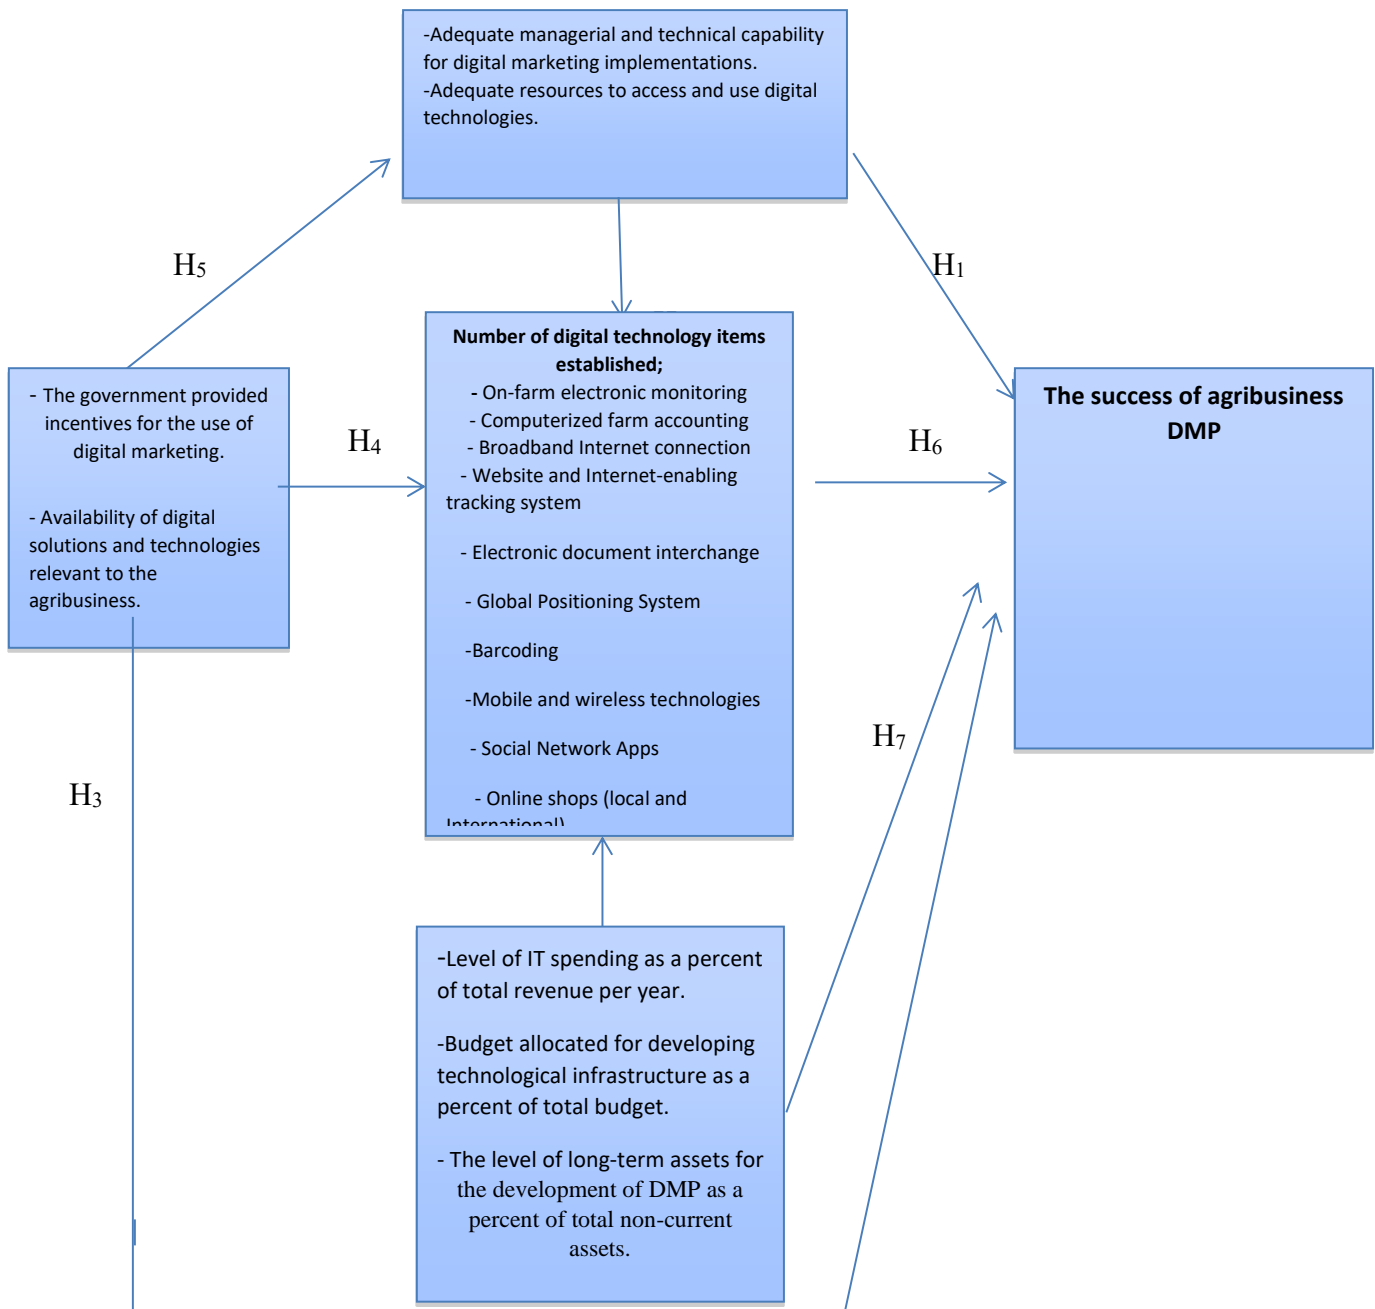 -Adequate managerial and technical capability
for digital marketing implementations.
-Adequate resources to access and use digital
technologies.
H5
H1
- The government provided
incentives for the use of
digital marketing.
- Availability of digital
solutions and technologies
relevant to the
agribusiness.
H4
Number of digital technology items
established;
- On-farm electronic monitoring
- Computerized farm accounting
- Broadband Internet connection
- Website and Internet-enabling
tracking system
- Electronic document interchange
- Global Positioning System
-Barcoding
-Mobile and wireless technologies
- Social Network Apps
- Online shops (local and
International)
H6
The success of agribusiness
DMP
H7
H3
-Level of IT spending as a percent
of total revenue per year.
-Budget allocated for developing
technological infrastructure as a
percent of total budget.
- The level of long-term assets for
the development of DMP as a
percent of total non-current
assets.